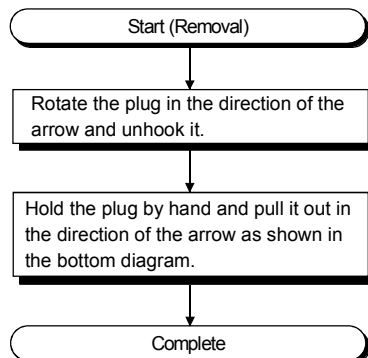 Start (Removal)
Rotate the plug in the direction of the
arrow and unhook it.
Hold the plug by hand and pull it out in
the direction of the arrow as shown in
the bottom diagram.
Complete